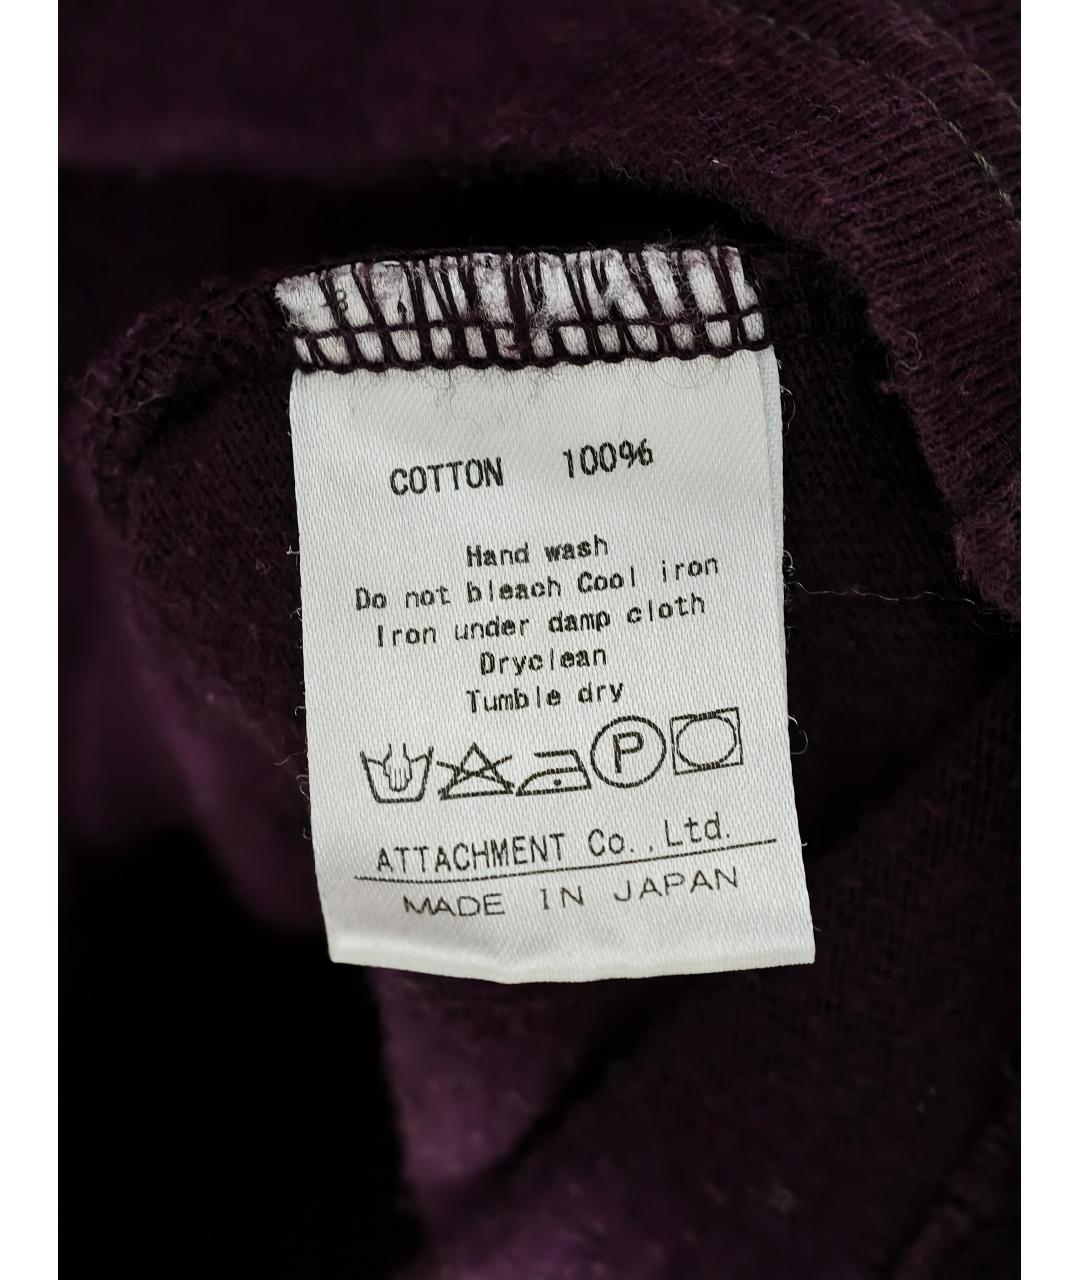 COTTON 100%
Hand wash
Do not bleach Cool iron
Iron under damp cloth
Dryclean
Tumble dry
P
ATTACHMENT Co.,Ltd.
MADE IN JAPAN